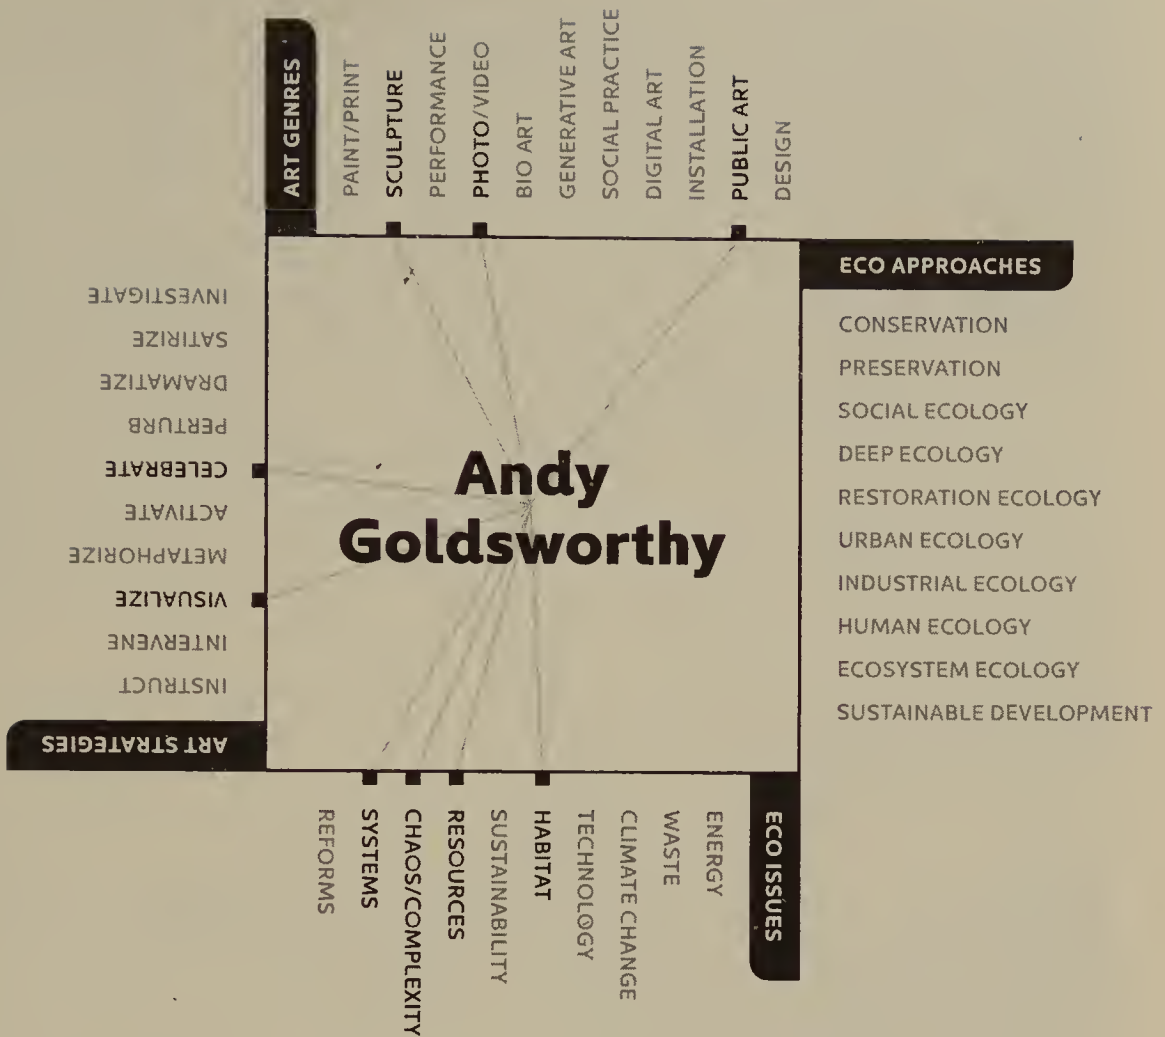 ART GENRES
PAINT/PRINT
SCULPTURE
PERFORMANCE
PHOTO/VIDEO
BIO ART
GENERATIVE ART
SOCIAL PRACTICE
DIGITAL ART
INSTALLATION
PUBLIC ART
DESIGN
ECO APPROACHES
CONSERVATION
PRESERVATION
SOCIAL ECOLOGY
DEEP ECOLOGY
RESTORATION ECOLOGY
URBAN ECOLOGY
INDUSTRIAL ECOLOGY
HUMAN ECOLOGY
ECOSYSTEM ECOLOGY
SUSTAINABLE DEVELOPMENT
ECO ISSUES
ENERGY
WASTE
CLIMATE CHANGE
TECHNOLOGY
HABITAT
SUSTAINABILITY
RESOURCES
CHAOS/COMPLEXITY
SYSTEMS
REFORMS
ART STRATEGIES
INSTRUCT
INTERVENE
VISUALIZE
METAPHORIZE
ACTIVATE
CELEBRATE
PERTURB
DRAMATIZE
SATIRIZE
INVESTIGATE
Andy
Goldsworthy